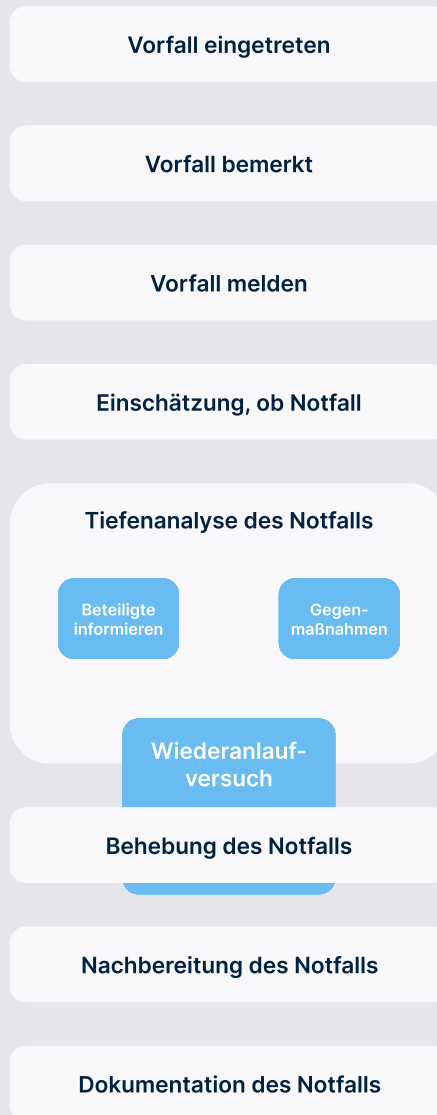 Vorfall eingetreten
Vorfall bemerkt
Vorfall melden
Einschätzung, ob Notfall
Tiefenanalyse des Notfalls
Beteiligte
informieren
Gegen-
maßnahmen
Wiederanlauf-
versuch
Behebung des Notfalls
Nachbereitung des Notfalls
Dokumentation des Notfalls